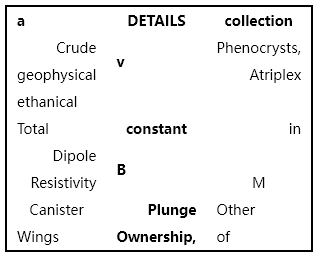 a DETAILS collection
Crude geophysical ethanical v Phenocrysts, Atriplex
Total constant in
Dipole Resistivity B M
Canister Plunge Other
Wings Ownership, of